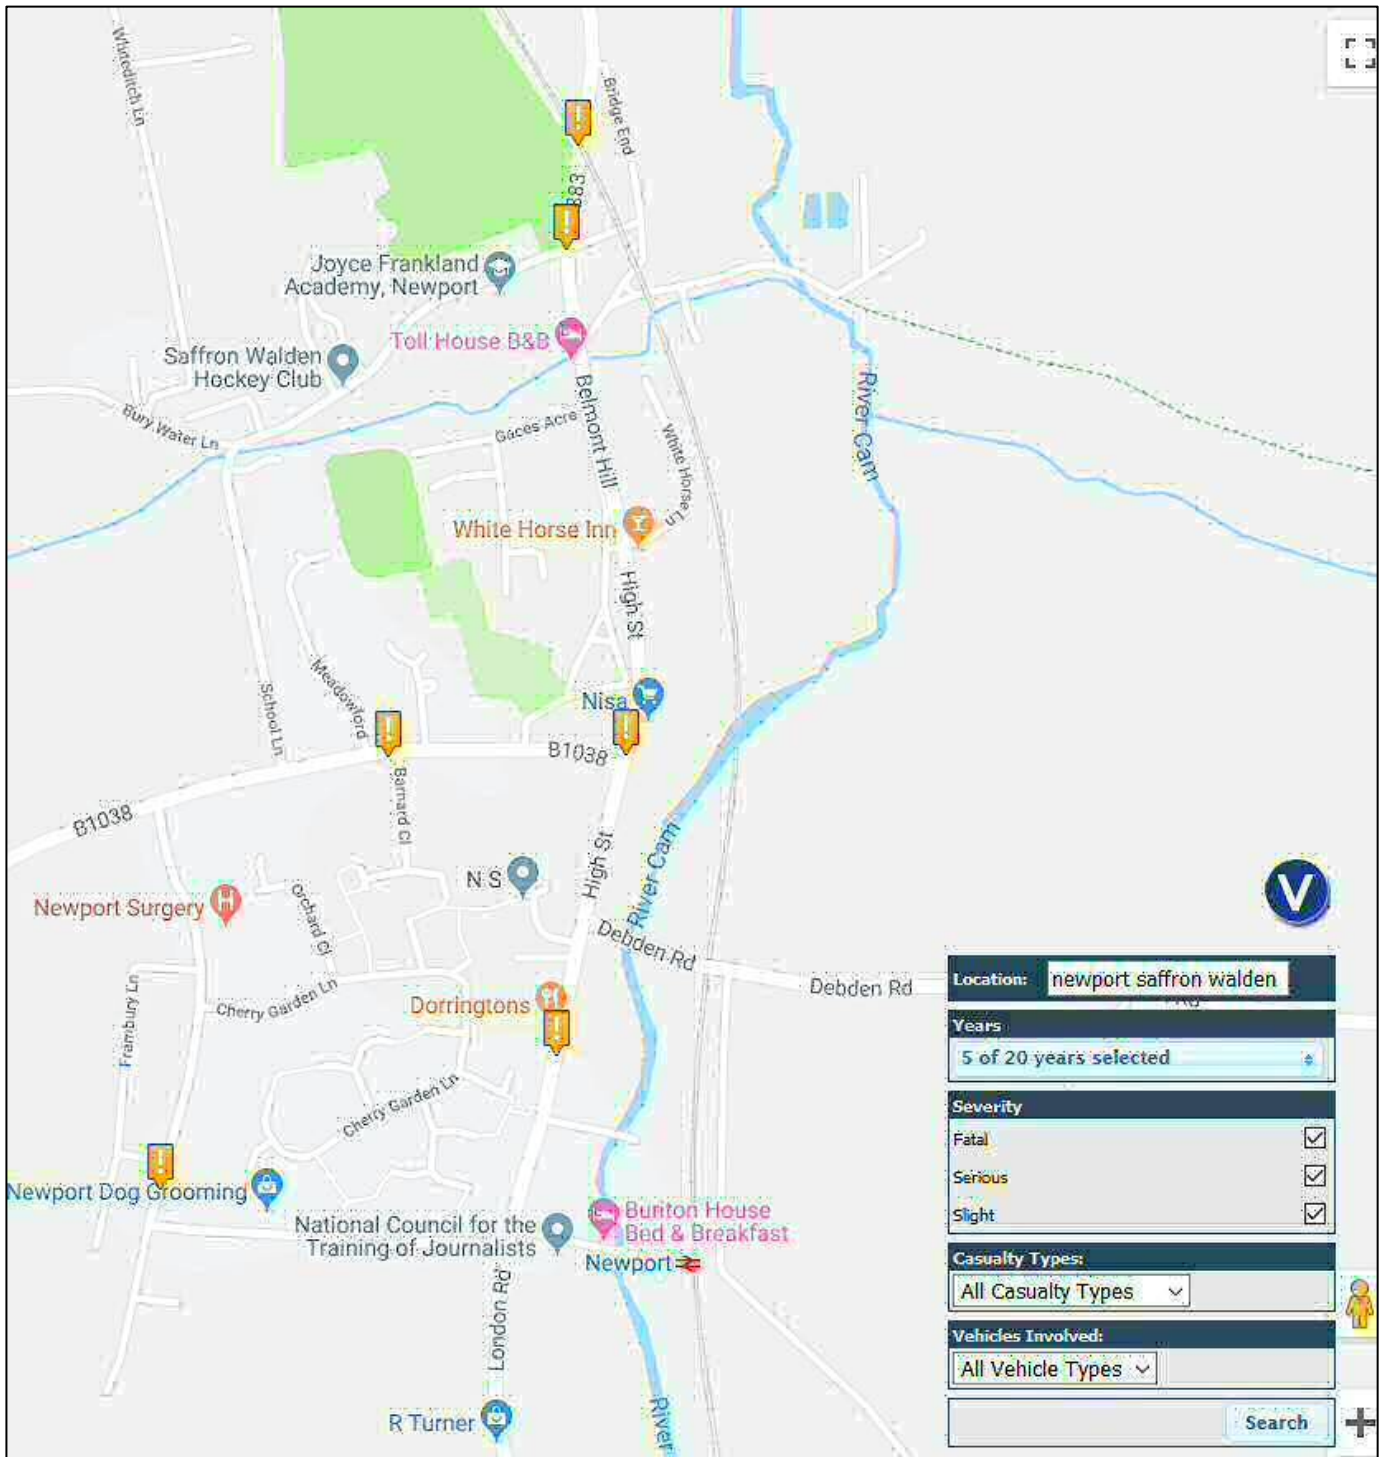 Whiteditch Ln
Bridge End
B383
Joyce Frankland
Academy, Newport
Toll House B&B
Saffron Walden
Hockey Club
Bury Water Ln
Gaces Acre
Belmont Hill
White Horse Ln
River Cam
White Horse Inn
High St
Meadowford
School Ln
Nisa
B1038
B1038
Barnard Cl
High St
River Cam
N S
Newport Surgery
Orchard Cl
Debden Rd
Debden Rd
Frambury Ln
Cherry Garden Ln
Dorringtons
Cherry Garden Ln
Newport Dog Grooming
National Council for the
Training of Journalists
Bunton House
Bed & Breakfast
Newport
London Rd
R Turner
River
V
Location: newport saffron walden
Years
5 of 20 years selected
Severity
Fatal
Serious
Slight
Casualty Types:
All Casualty Types
Vehicles Involved:
All Vehicle Types
Search